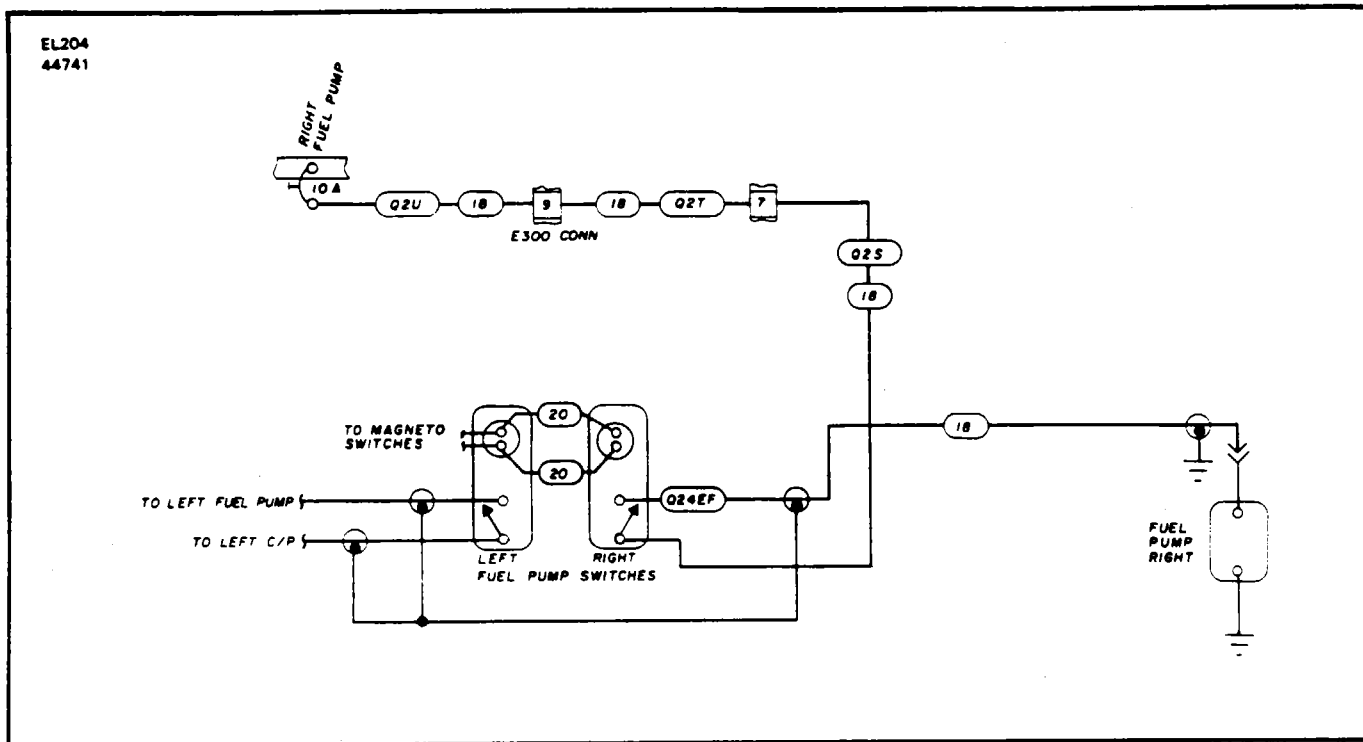 EL204
44741
RIGHT
FUEL PUMP
10 A
Q2U
18
9
18
Q2T
7
E300 CONN
Q2S
18
20
TO MAGNETO
SWITCHES
18
20
TO LEFT FUEL PUMP
Q24EF
TO LEFT C/P
LEFT
RIGHT
FUEL PUMP SWITCHES
FUEL
PUMP
RIGHT